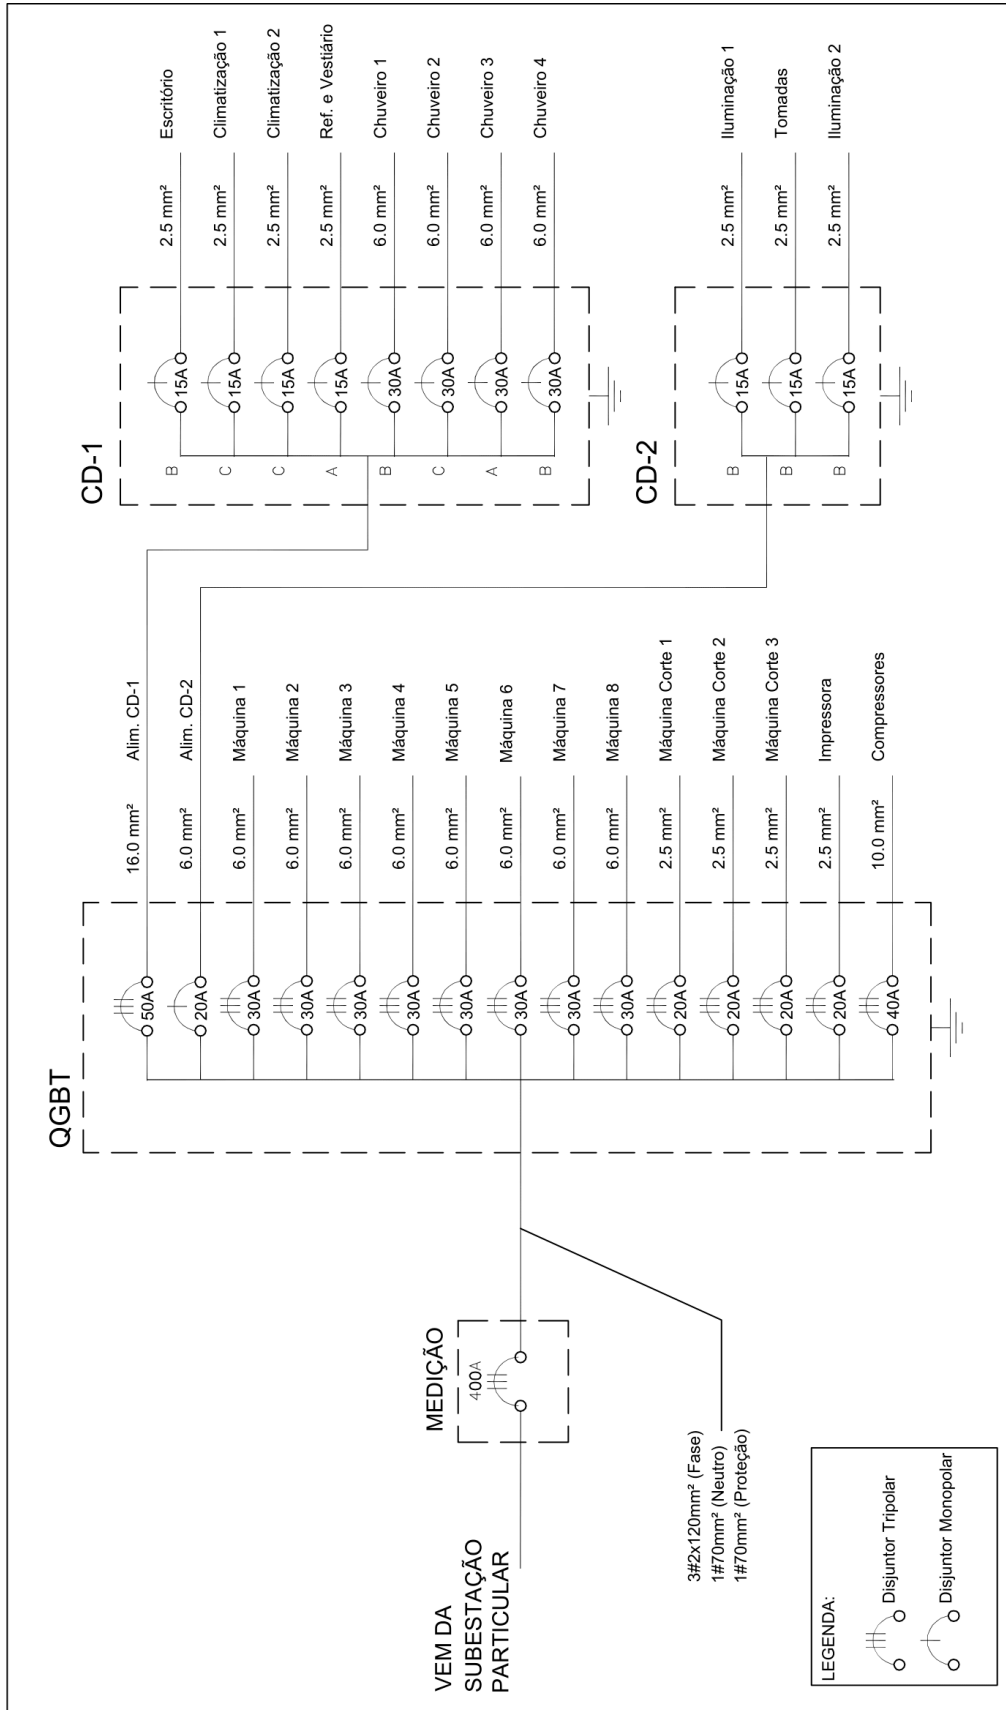 VEM DA
SUBESTAÇÃO
PARTICULAR
MEDIÇÃO
400A
3#2x120mm² (Fase)
1#70mm² (Neutro)
1#70mm² (Proteção)
QGBT
50A 16.0 mm² Alim. CD-1
20A 6.0 mm² Alim. CD-2
30A 6.0 mm² Máquina 1
30A 6.0 mm² Máquina 2
30A 6.0 mm² Máquina 3
30A 6.0 mm² Máquina 4
30A 6.0 mm² Máquina 5
30A 6.0 mm² Máquina 6
30A 6.0 mm² Máquina 7
30A 6.0 mm² Máquina 8
20A 2.5 mm² Máquina Corte 1
20A 2.5 mm² Máquina Corte 2
20A 2.5 mm² Máquina Corte 3
20A 2.5 mm² Impressora
40A 10.0 mm² Compressores
CD-1
B 15A 2.5 mm² Escritório
C 15A 2.5 mm² Climatização 1
C 15A 2.5 mm² Climatização 2
A 15A 2.5 mm² Ref. e Vestiário
B 30A 6.0 mm² Chuveiro 1
C 30A 6.0 mm² Chuveiro 2
A 30A 6.0 mm² Chuveiro 3
B 30A 6.0 mm² Chuveiro 4
CD-2
B 15A 2.5 mm² Iluminação 1
B 15A 2.5 mm² Tomadas
B 15A 2.5 mm² Iluminação 2
LEGENDA:
Disjuntor Tripolar
Disjuntor Monopolar